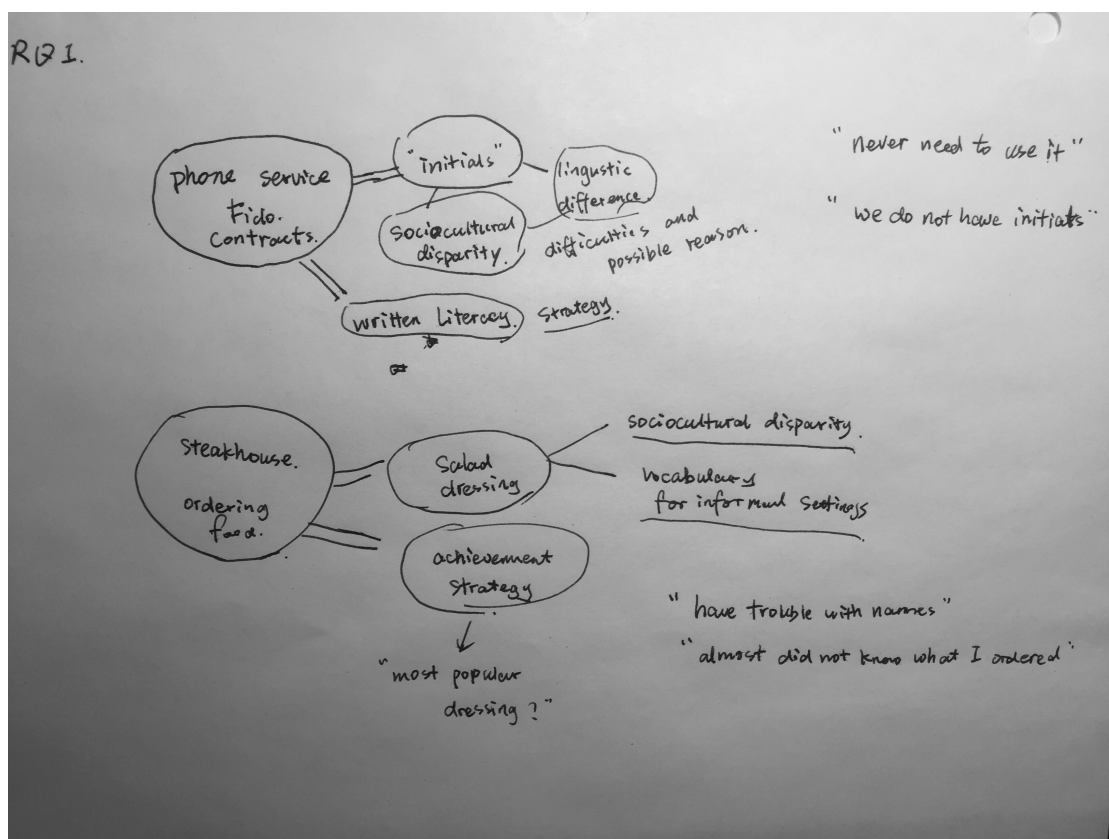 RQ1.
phone service
Fido.
Contracts.
"initials"
lingustic
difference.
sociocultural
disparity.
difficulties and
possible reason.
written Literacy.
strategy.
"never need to use it"
"we do not have initials"
steakhouse.
ordering
food.
Salad
dressing
sociocultural disparity.
vocabulary
for informal settings
achievement
strategy
"most popular
dressing?"
"have trouble with names"
"almost did not know what I ordered"